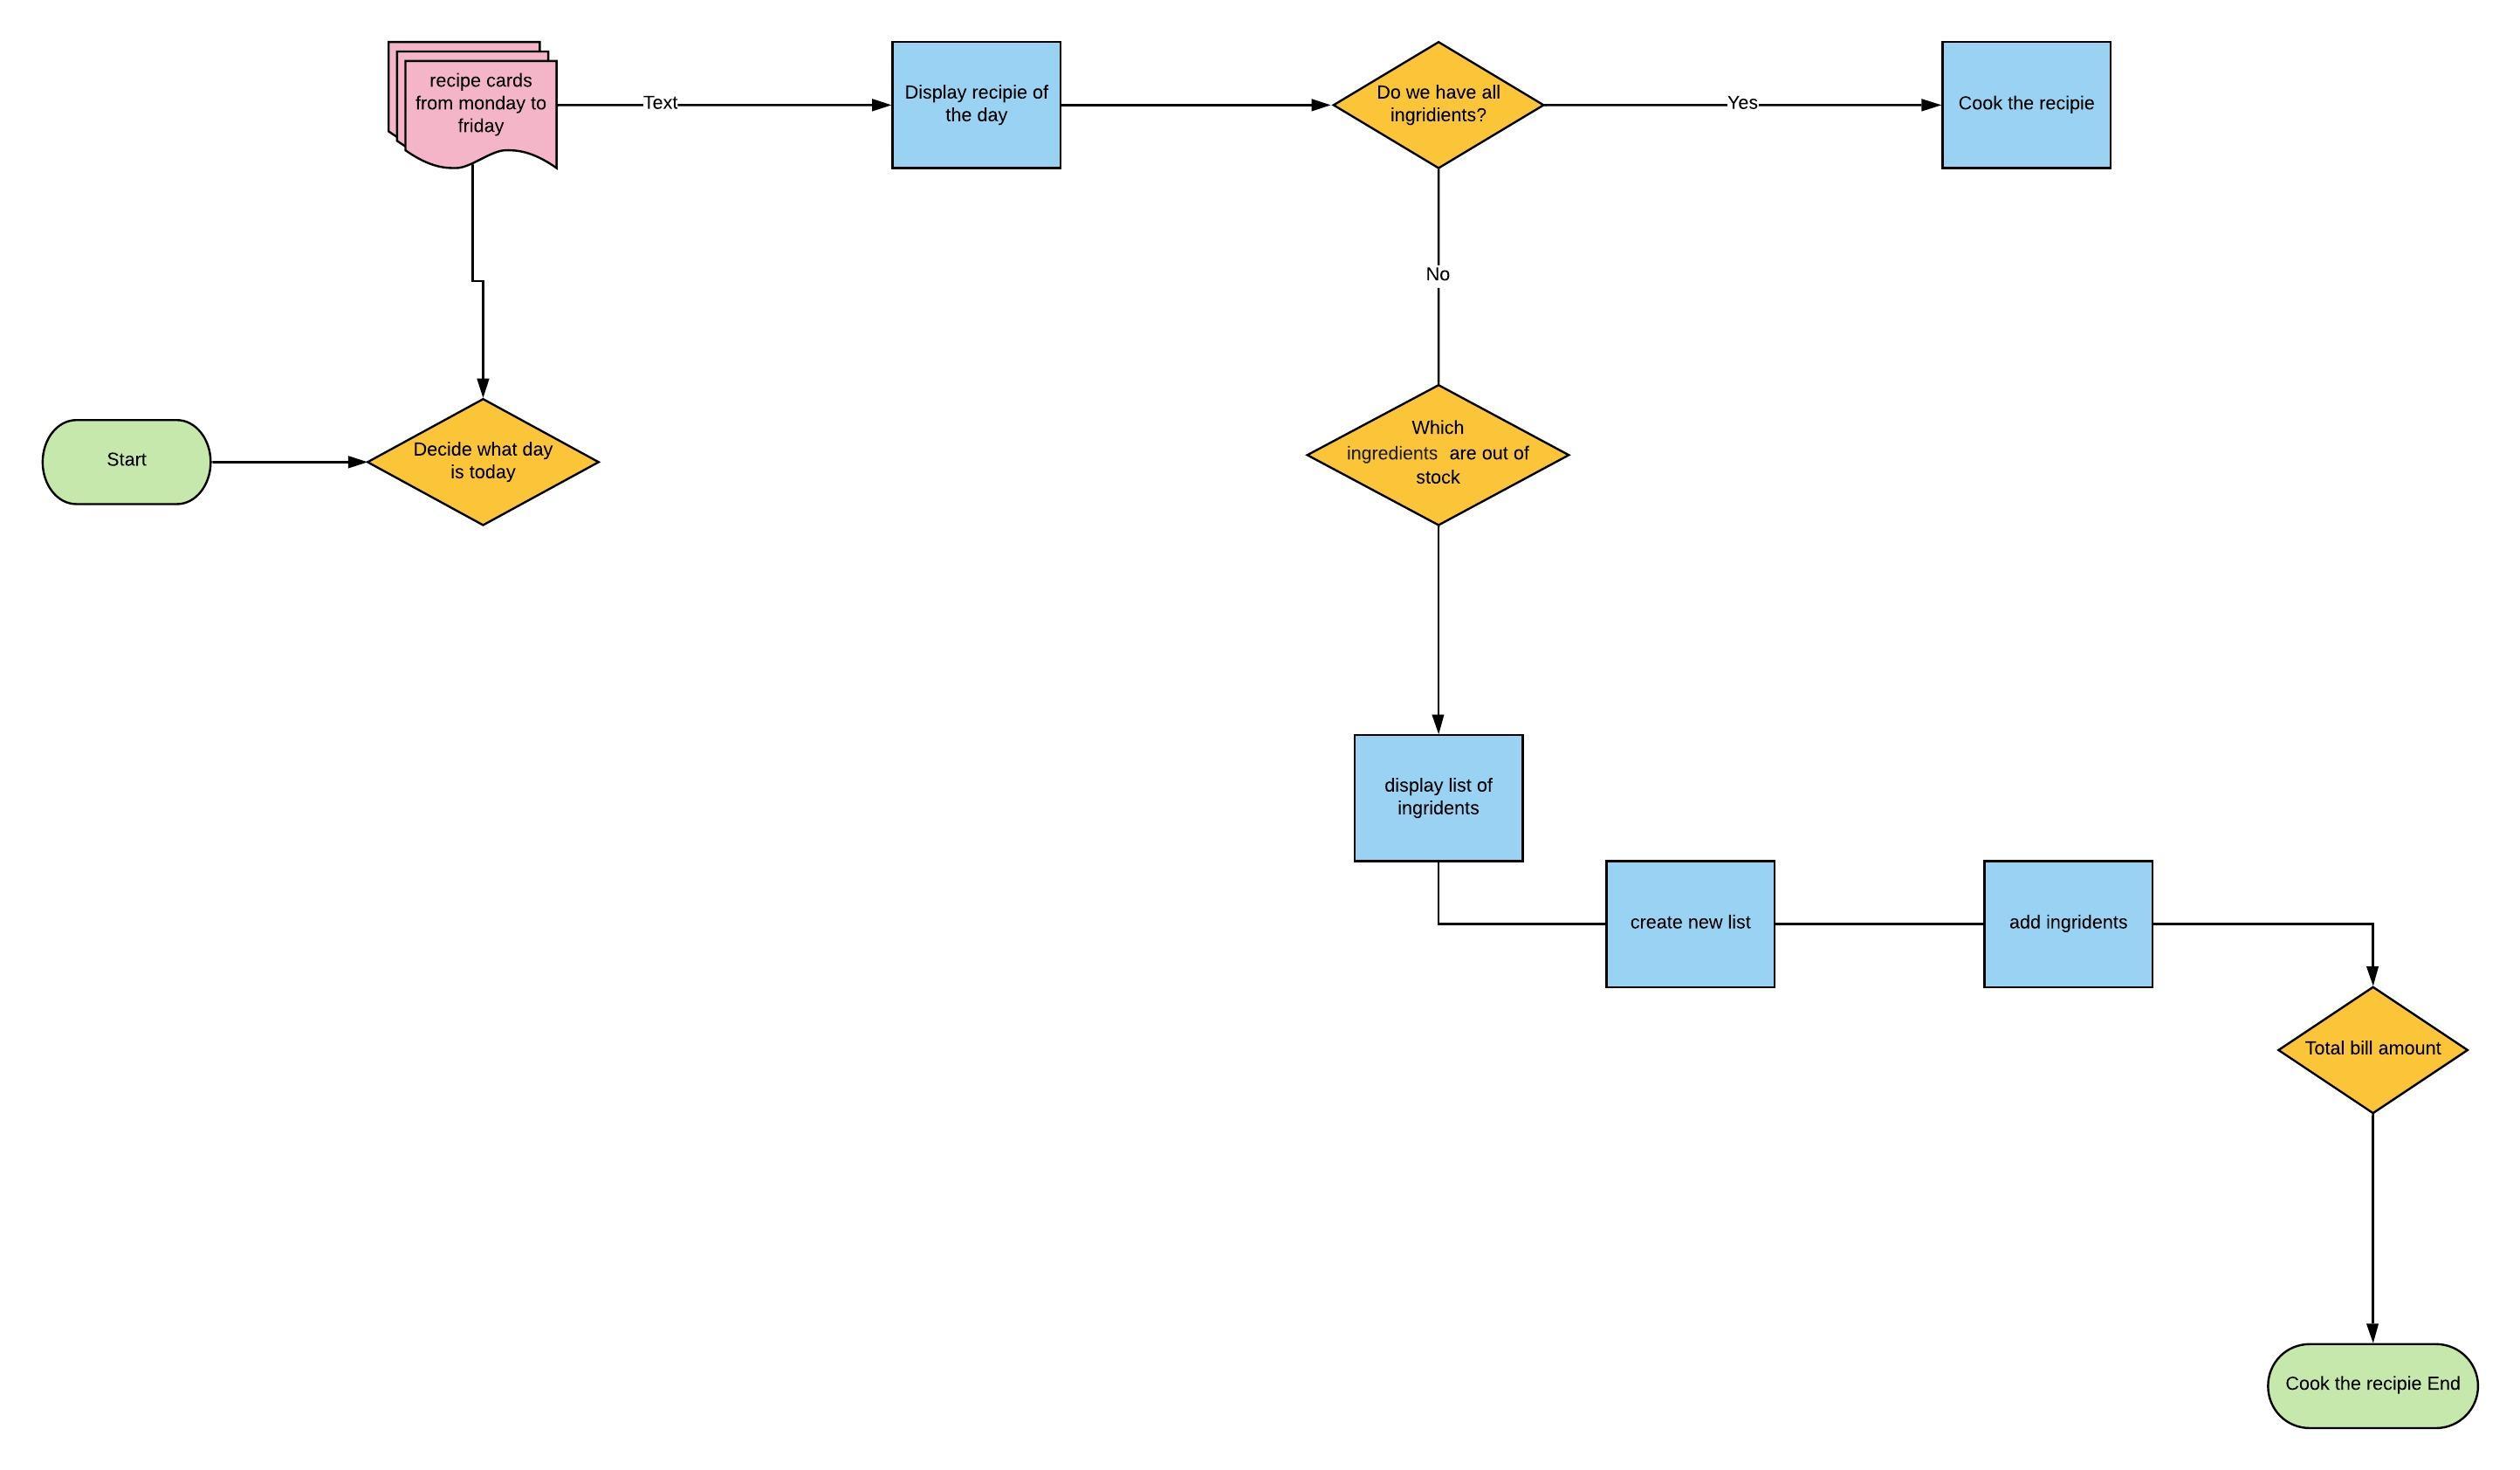 recipe cards
from monday to
friday
Text
Display recipie of
the day
Do we have all
ingridients?
Yes
Cook the recipie
No
Start
Decide what day
is today
Which
ingredients  are out of
stock
display list of
ingridents
create new list
add ingridents
Total bill amount
Cook the recipie End